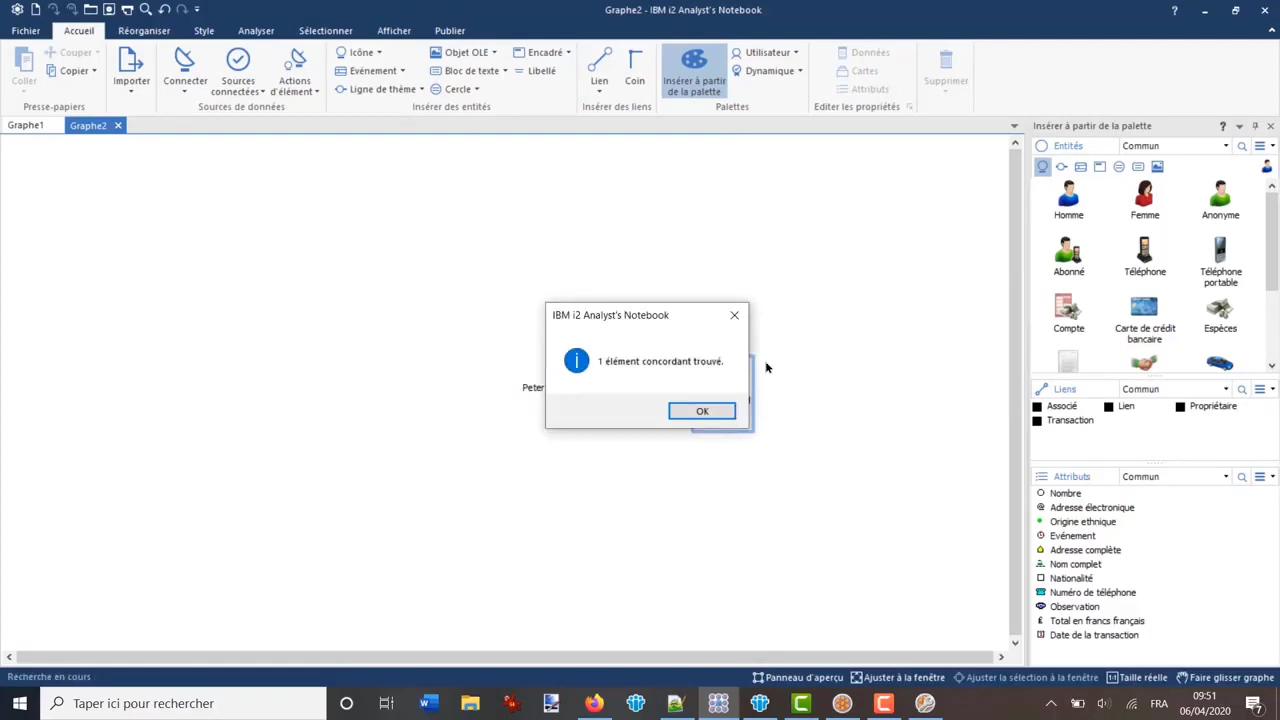 Graphe2 - IBM i2 Analyst's Notebook
Fichier Accueil Réorganiser Style Analyser Sélectionner Afficher Publier
Coller
Couper
Copier
Presse-papiers
Importer
Connecter
Sources connectées
Actions d'élément
Sources de données
Icône
Evénement
Ligne de thème
Objet OLE
Bloc de texte
Cercle
Encadré
Libellé
Insérer des entités
Lien
Coin
Insérer des liens
Insérer à partir de la palette
Utilisateur
Dynamique
Palettes
Données
Cartes
Attributs
Editer les propriétés
Supprimer
Graphe1 Graphe2
Insérer à partir de la palette
Entités Commun
Homme Femme Anonyme
Abonné Téléphone Téléphone portable
Compte Carte de crédit bancaire Espèces
Liens Commun
Associé Lien Propriétaire
Transaction
Attributs Commun
Nombre
Adresse électronique
Origine ethnique
Evénement
Adresse complète
Nom complet
Nationalité
Numéro de téléphone
Observation
Total en francs français
Date de la transaction
Peter
IBM i2 Analyst's Notebook
1 élément concordant trouvé.
OK
Recherche en cours
Panneau d'aperçu Ajuster à la fenêtre Ajuster la sélection à la fenêtre Taille réelle Faire glisser graphe
Taper ici pour rechercher
FRA
09:51
06/04/2020
7